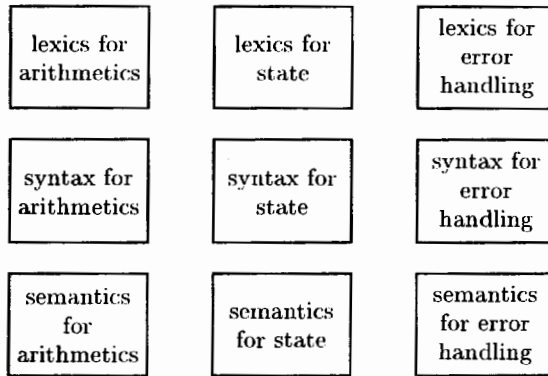 lexics for
arithmetics
lexics for
state
lexics for
error
handling
syntax for
arithmetics
syntax for
state
syntax for
error
handling
semantics
for
arithmetics
semantics
for state
semantics
for error
handling